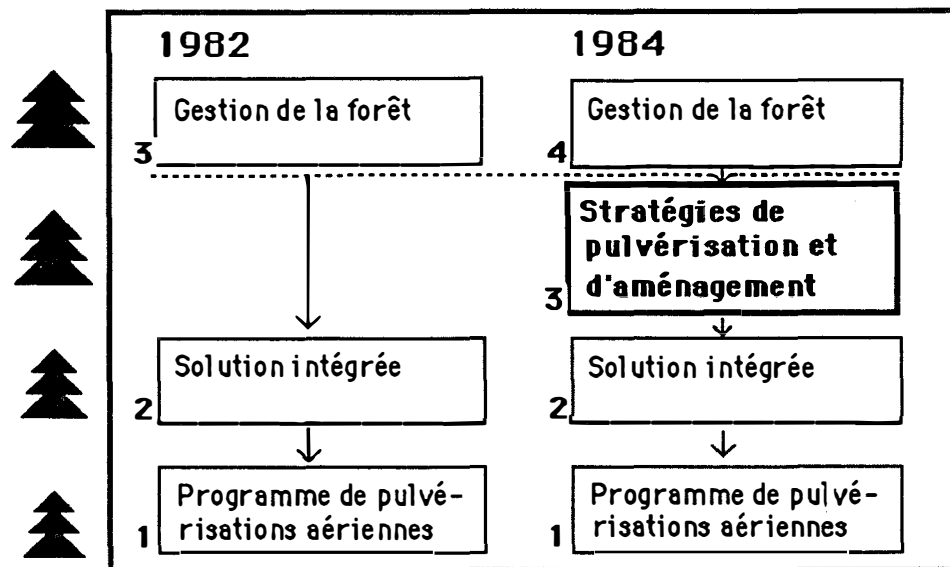 1982
Gestion de la forêt
3
Solution intégrée
2
Programme de pulvé-
risations aériennes
1
1984
Gestion de la forêt
4
Stratégies de
pulvérisation et
d'aménagement
3
Solution intégrée
2
Programme de pulvé-
risations aériennes
1